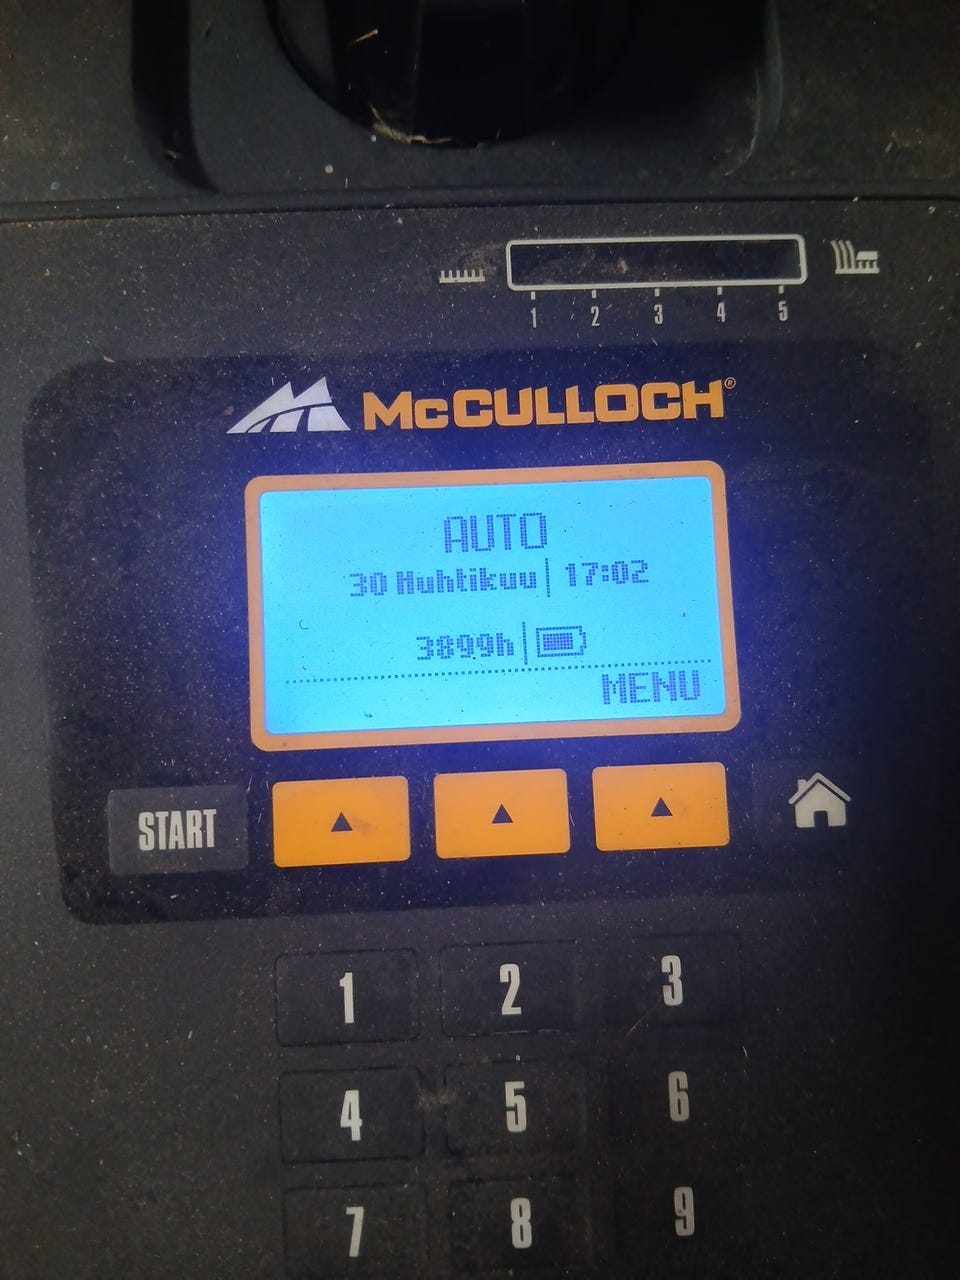 1 2 3 4 5
McCULLOCH®
AUTO
30 Huhtikuu | 17:02
3899h |
MENU
START
1 2 3
4 5 6
7 8 9